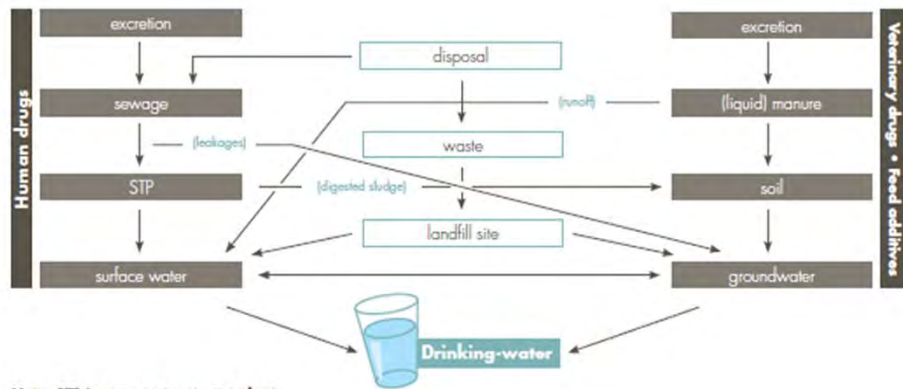 Human drugs
excretion
sewage
(leakages)
STP
(digested sludge)
surface water
disposal
(runoff)
waste
landfill site
excretion
(liquid) manure
soil
groundwater
Veterinary drugs • Feed additives
Drinking-water